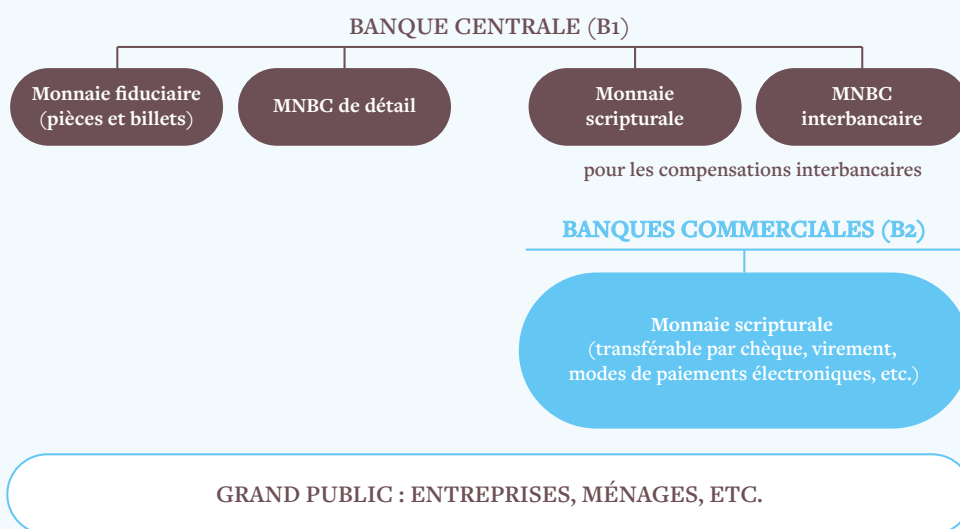 BANQUE CENTRALE (B1)
Monnaie fiduciaire
(pièces et billets)
MNBC de détail
Monnaie
scripturale
MNBC
interbancaire
pour les compensations interbancaires
BANQUES COMMERCIALES (B2)
Monnaie scripturale
(transférable par chèque, virement,
modes de paiements électroniques, etc.)
GRAND PUBLIC : ENTREPRISES, MÉNAGES, ETC.